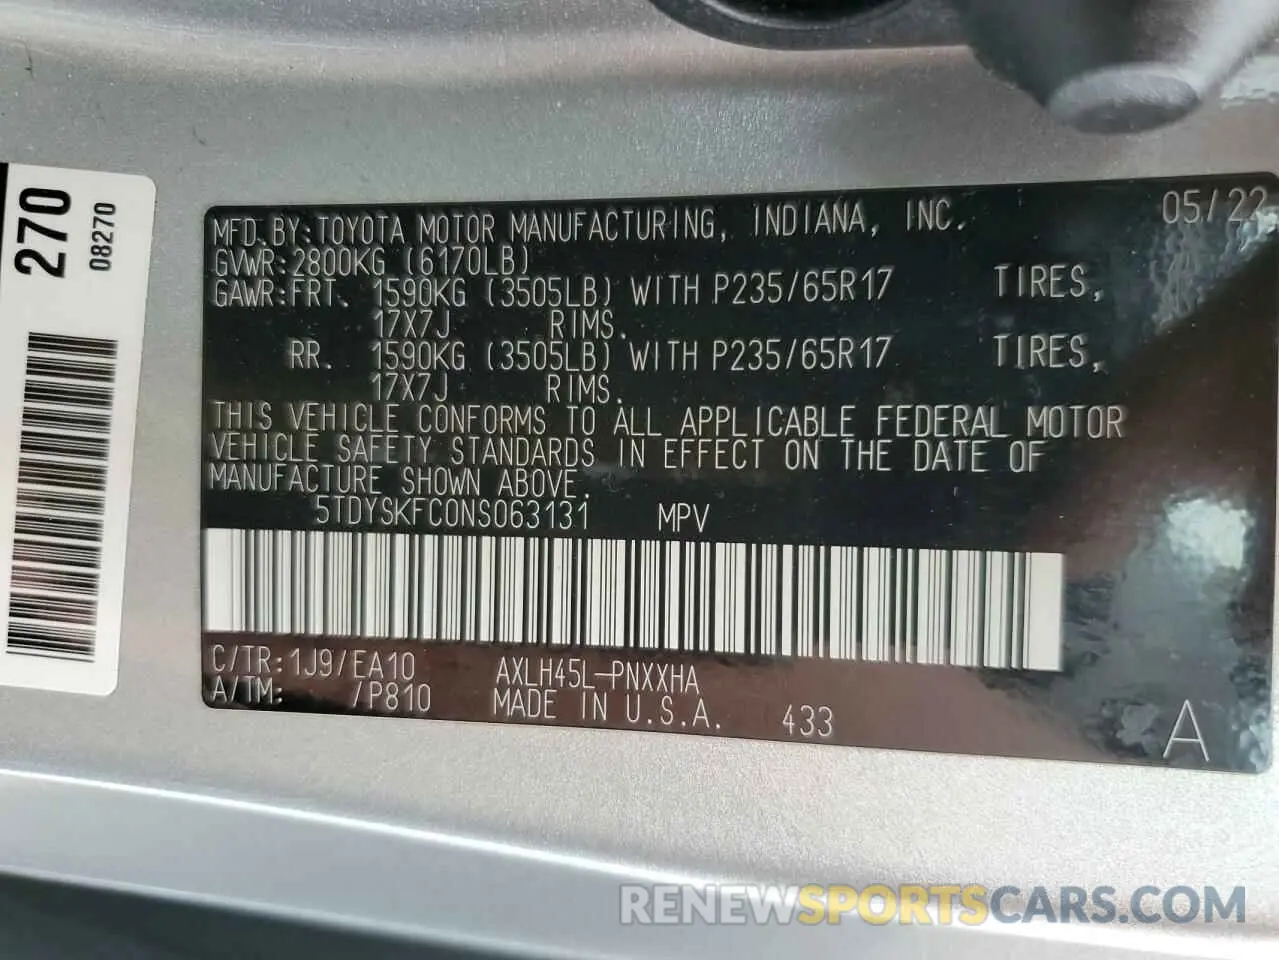 270
08270
MFD. BY: TOYOTA MOTOR MANUFACTURING, INDIANA, INC. 05/22
GVWR: 2800KG (6170LB)
GAWR: FRT. 1590KG (3505LB) WITH P235/65R17 TIRES,
17X7J RIMS.
RR. 1590KG (3505LB) WITH P235/65R17 TIRES,
17X7J RIMS.
THIS VEHICLE CONFORMS TO ALL APPLICABLE FEDERAL MOTOR
VEHICLE SAFETY STANDARDS IN EFFECT ON THE DATE OF
MANUFACTURE SHOWN ABOVE.
5TDYSKFC0NS063131 MPV
C/TR: 1J9/EA10 AXLH45L-PNXXHA
A/TM: /P810 MADE IN U.S.A. 433 A
RENEWSPORTSCARS.COM